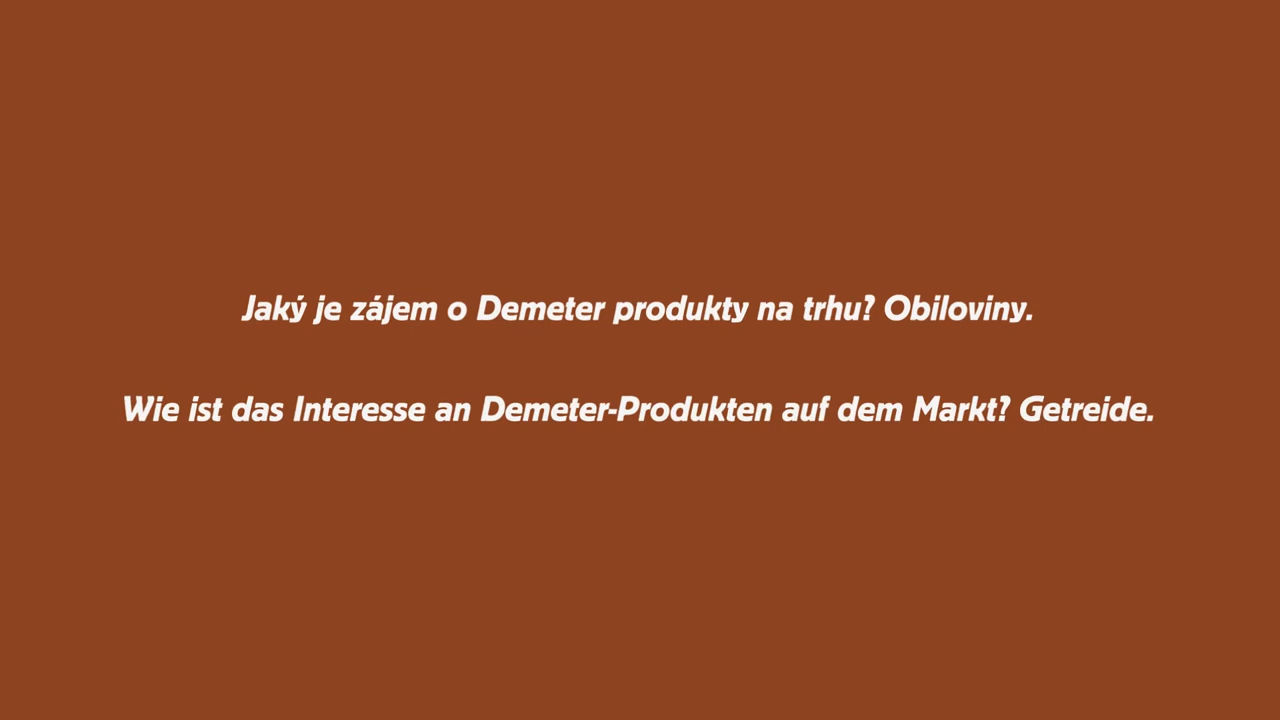 Jaký je zájem o Demeter produkty na trhu? Obiloviny.
Wie ist das Interesse an Demeter-Produkten auf dem Markt? Getreide.